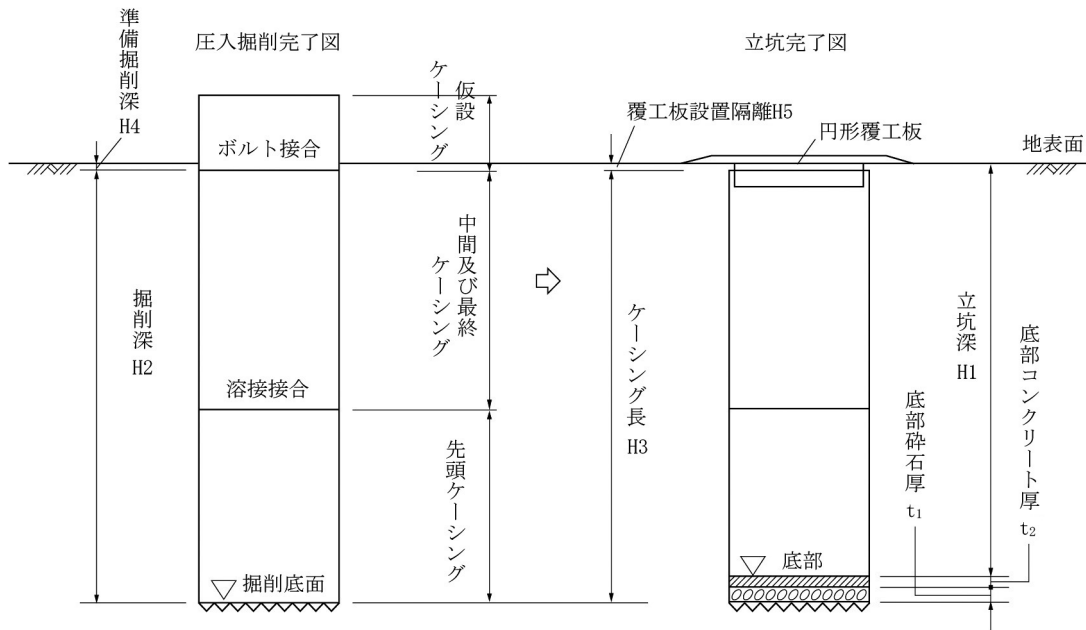 圧入掘削完了図
準備掘削深
H4
仮設
ケーシング
ボルト接合
中間及び最終
ケーシング
掘削深
H2
溶接接合
先頭ケーシング
掘削底面
立坑完了図
覆工板設置隔離H5
円形覆工板
地表面
ケーシング長
H3
立坑深
H1
底部コンクリート厚
t₂
底部砕石厚
t₁
底部